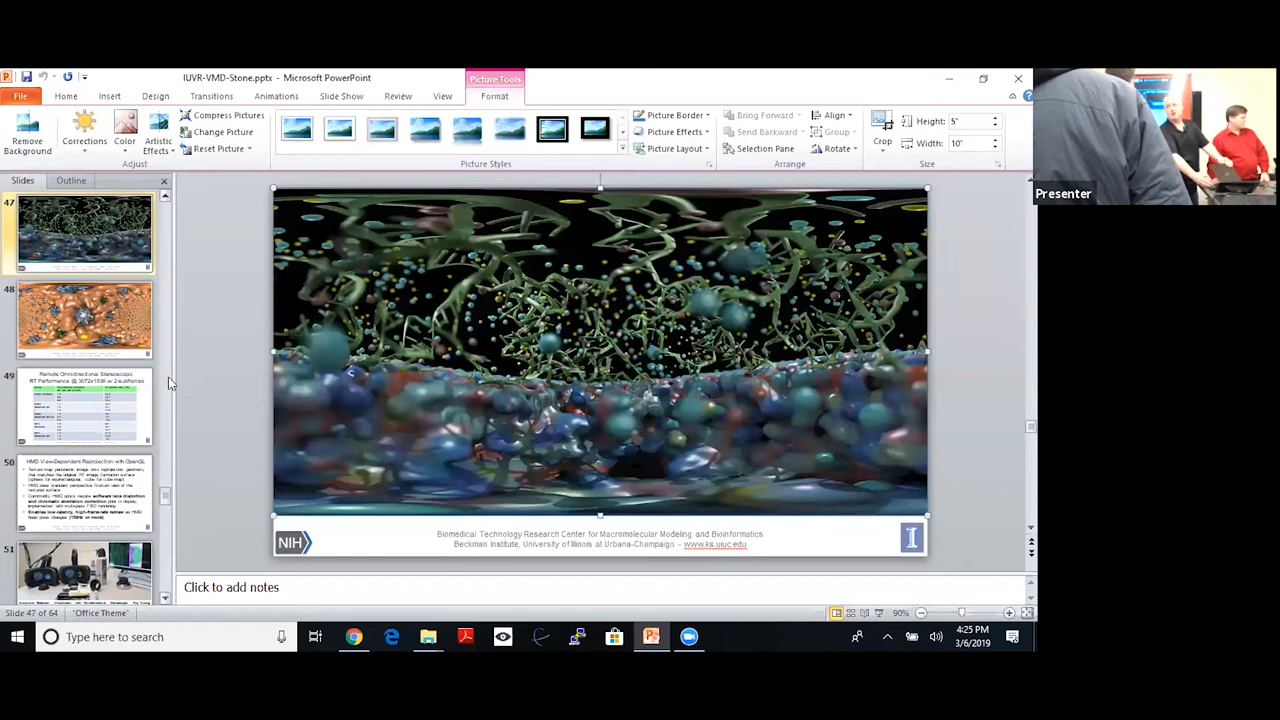 IUVR-VMD-Stone.pptx - Microsoft PowerPoint
Picture Tools
File
Home
Insert
Design
Transitions
Animations
Slide Show
Review
View
Format
Remove
Background
Corrections
Color
Artistic
Effects
Compress Pictures
Change Picture
Reset Picture
Adjust
Picture Styles
Picture Border
Picture Effects
Picture Layout
Bring Forward
Send Backward
Selection Pane
Align
Group
Rotate
Arrange
Crop
Height: 5"
Width: 10"
Size
Presenter
Slides
Outline
47
48
49
Remote Omnidirectional Stereoscopic
RT Performance @ 3072x1536 w/ 2-subframes
50
HMD View-Dependent Reprojection with OpenGL
51
NIH
Biomedical Technology Research Center for Macromolecular Modeling and Bioinformatics
Beckman Institute, University of Illinois at Urbana-Champaign - www.ks.uiuc.edu
I
Click to add notes
Slide 47 of 64
"Office Theme"
90%
Type here to search
4:25 PM
3/6/2019